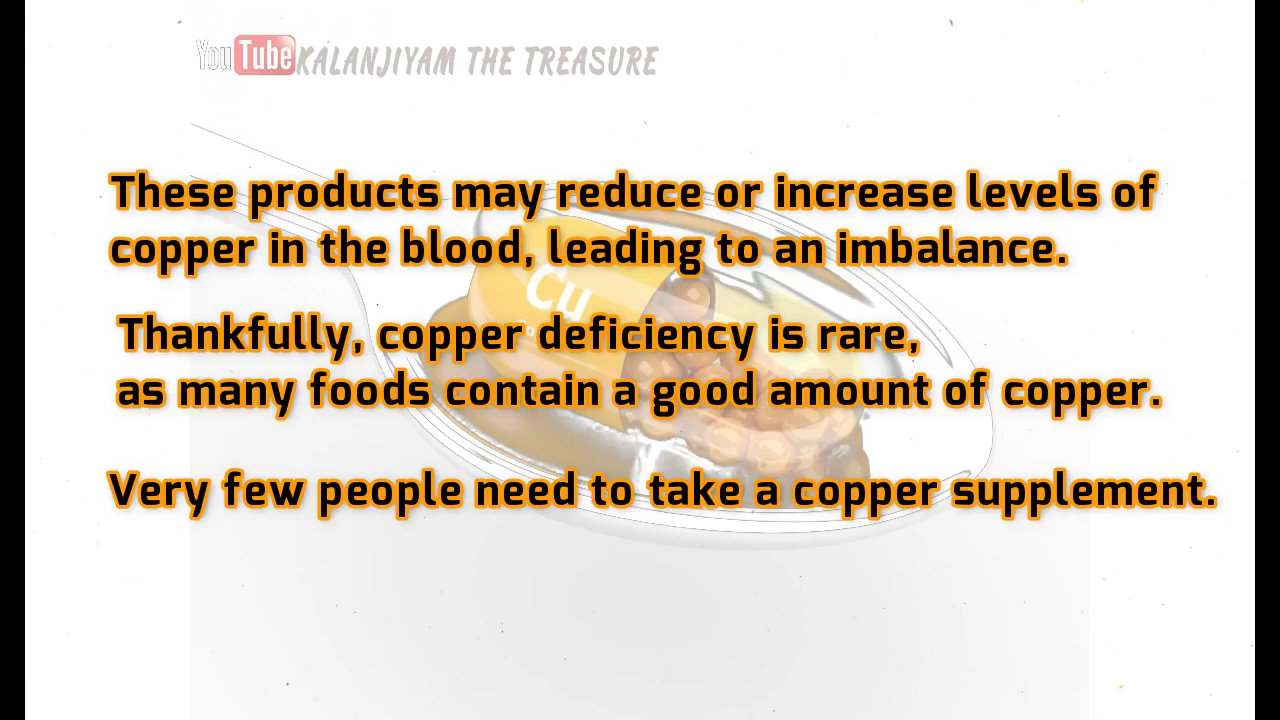 YouTube KALANJIYAM THE TREASURE
These products may reduce or increase levels of
copper in the blood, leading to an imbalance.
Thankfully, copper deficiency is rare,
as many foods contain a good amount of copper.
Very few people need to take a copper supplement.
Cu